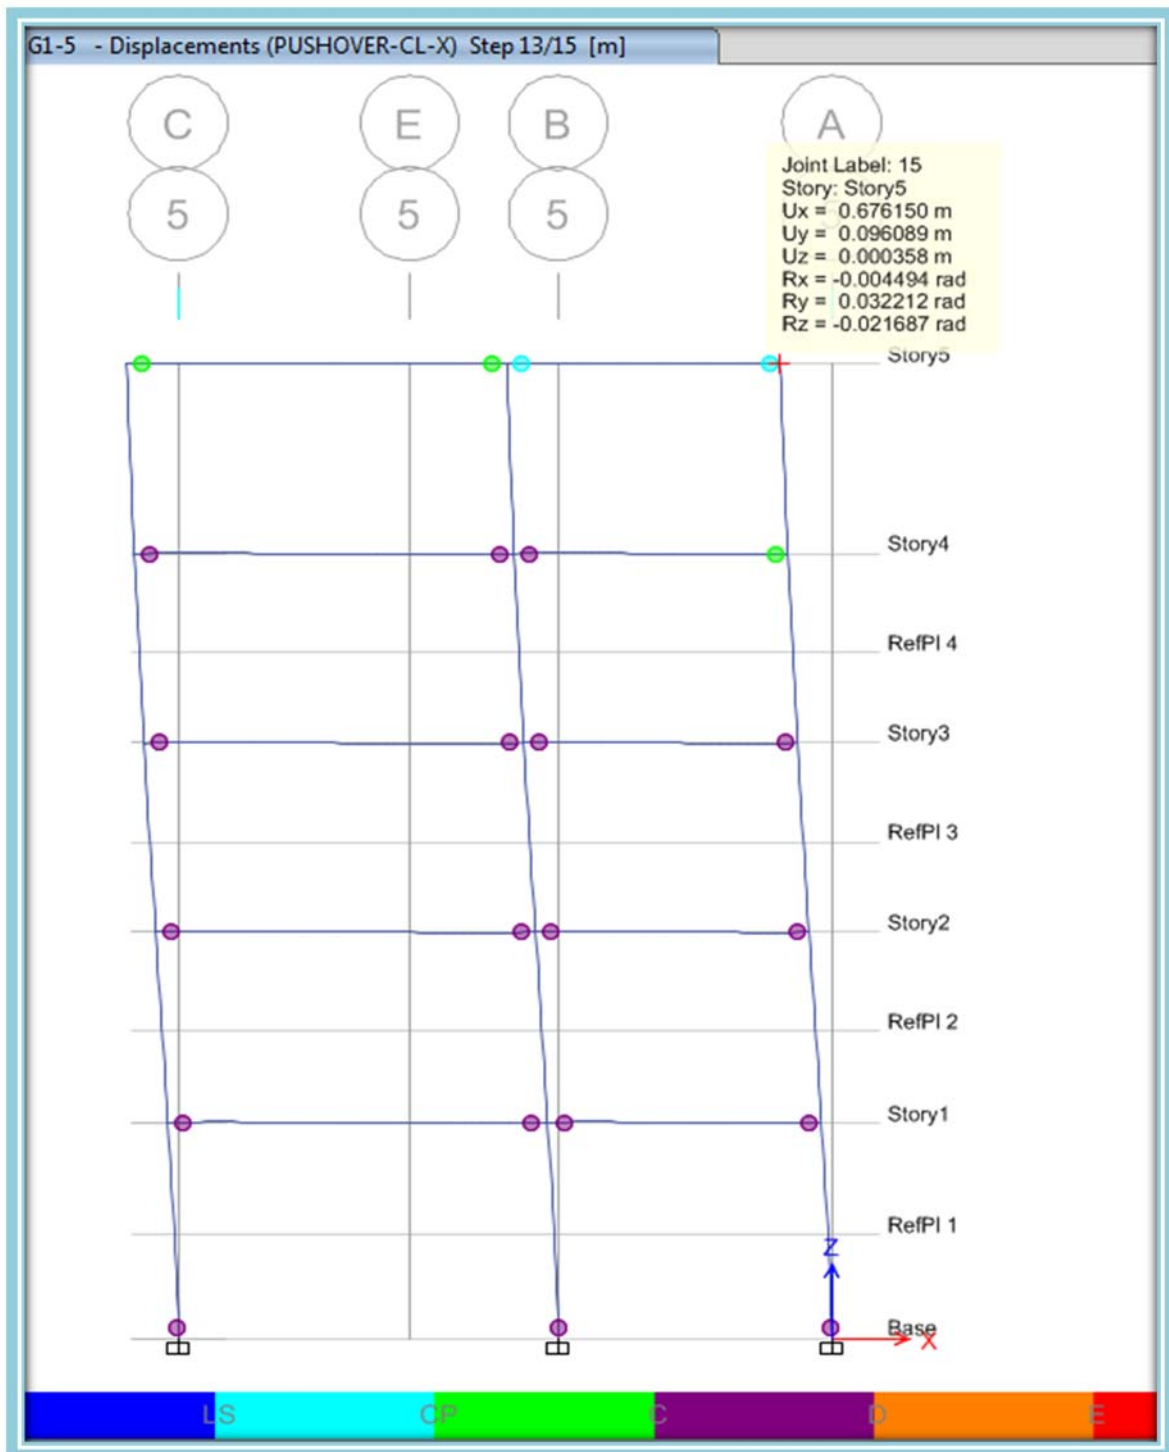 G1-5 - Displacements (PUSHOVER-CL-X) Step 13/15 [m]
C E B A
5 5 5 5
Joint Label: 15
Story: Story5
Ux = 0.676150 m
Uy = 0.096089 m
Uz = 0.000358 m
Rx = -0.004494 rad
Ry = 0.032212 rad
Rz = -0.021687 rad
Story5
Story4
RefPl 4
Story3
RefPl 3
Story2
RefPl 2
Story1
RefPl 1
Z
Base
X
LS CP C D E